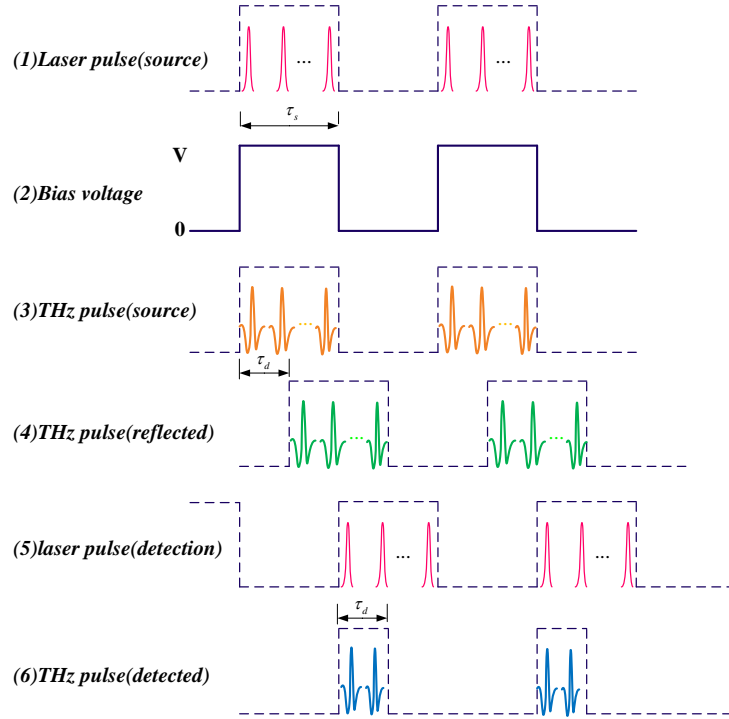 (1)Laser pulse(source)
... ...
τs
V
(2)Bias voltage
0
(3)THz pulse(source)
... ...
τd
(4)THz pulse(reflected)
... ...
(5)laser pulse(detection)
... ...
τd
(6)THz pulse(detected)